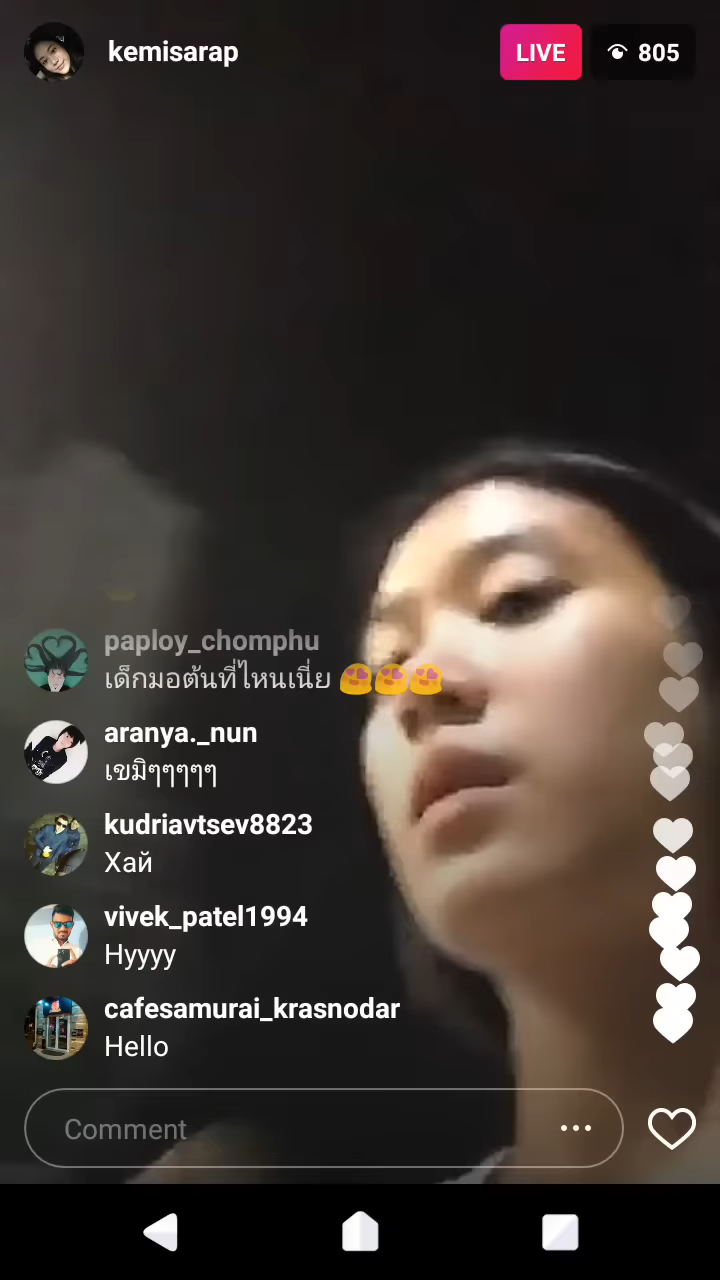 kemisarap
LIVE
805
paploy_chomphu
เด็กมอต้นที่ไหนเนี่ย 😍😍😍
aranya._nun
เขมิๆๆๆๆๆ
kudriavtsev8823
Хай
vivek_patel1994
Hyyyy
cafesamurai_krasnodar
Hello
Comment